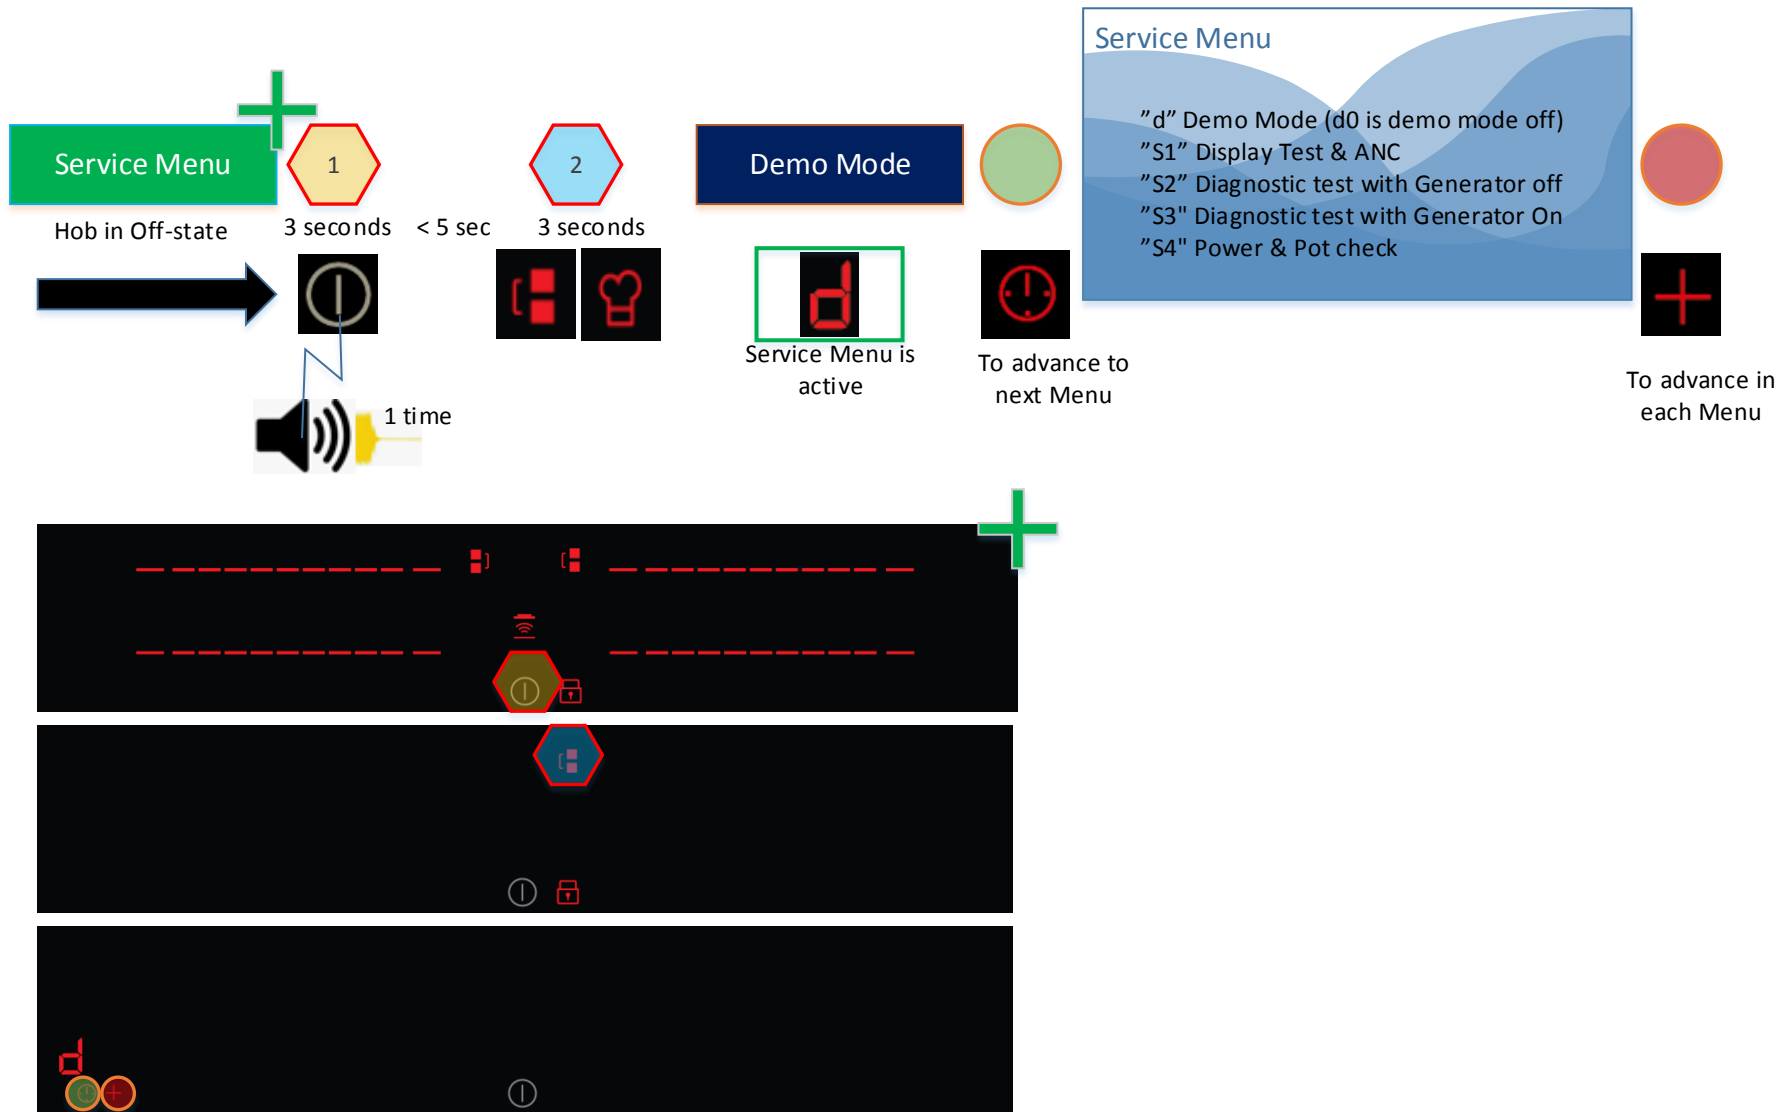 Service Menu
”d” Demo Mode (d0 is demo mode off)
”S1” Display Test & ANC
”S2” Diagnostic test with Generator off
”S3" Diagnostic test with Generator On
”S4" Power & Pot check
Service Menu
1
2
Demo Mode
Hob in Off-state
3 seconds
< 5 sec
3 seconds
d
Service Menu is
active
To advance to
next Menu
To advance in
each Menu
1 time
d